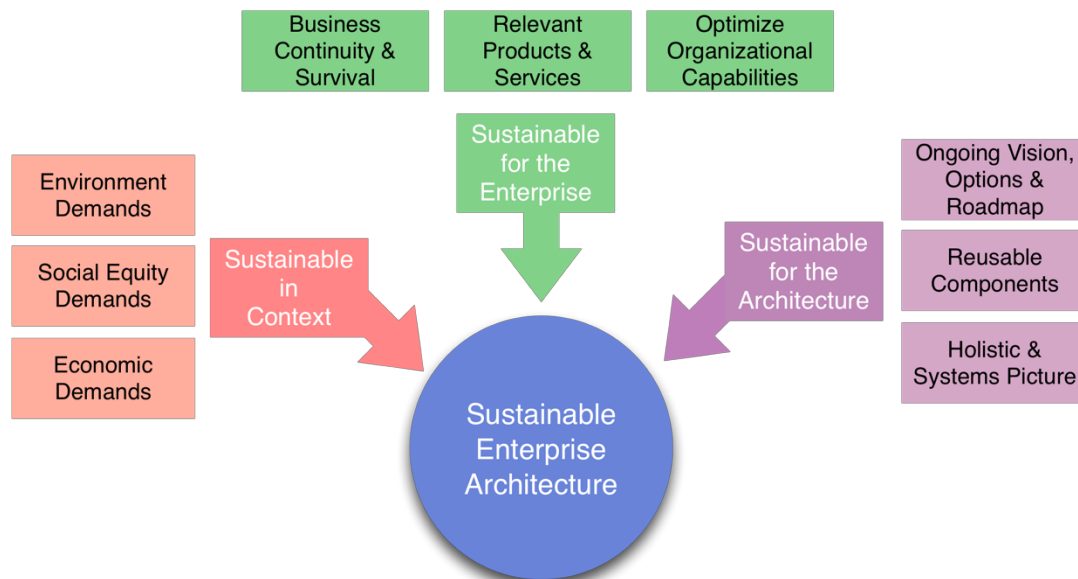 Business
Continuity &
Survival
Relevant
Products &
Services
Optimize
Organizational
Capabilities
Sustainable
for the
Enterprise
Environment
Demands
Social Equity
Demands
Economic
Demands
Sustainable
in
Context
Sustainable
for the
Architecture
Ongoing Vision,
Options &
Roadmap
Reusable
Components
Holistic &
Systems Picture
Sustainable
Enterprise
Architecture